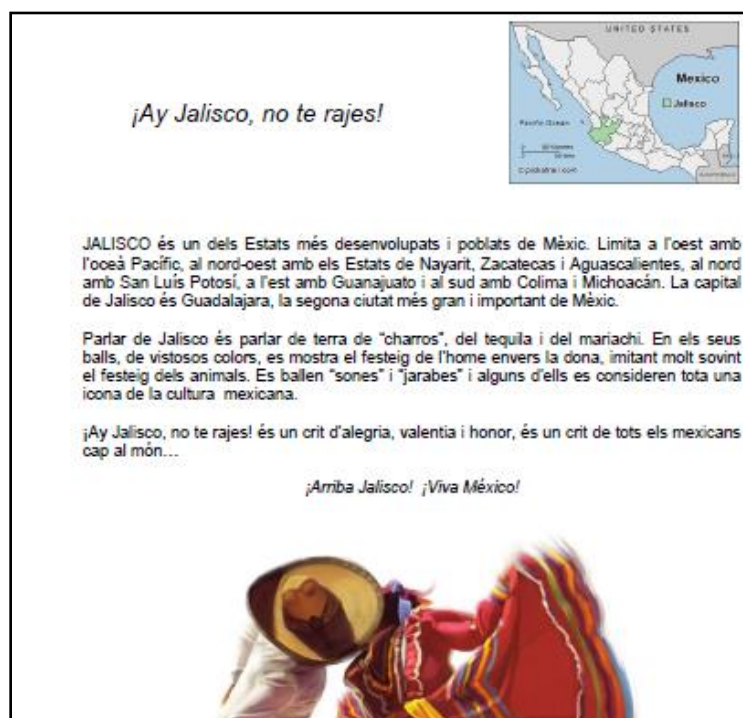 UNITED STATES
Mexico
Jalisco
¡Ay Jalisco, no te rajes!
Pacific Ocean
JALISCO és un dels Estats més desenvolupats i poblats de Mèxic. Limita a l'oest amb
l'oceà Pacífic, al nord-oest amb els Estats de Nayarit, Zacatecas i Aguascalientes, al nord
amb San Luís Potosí, a l'est amb Guanajuato i al sud amb Colima i Michoacán. La capital
de Jalisco és Guadalajara, la segona ciutat més gran i important de Mèxic.
Parlar de Jalisco és parlar de terra de “charros”, del tequila i del mariachi. En els seus
balls, de vistosos colors, es mostra el festeig de l'home envers la dona, imitant molt sovint
el festeig dels animals. Es ballen “sones” i “jarabes” i alguns d'ells es consideren tota una
icona de la cultura mexicana.
¡Ay Jalisco, no te rajes! és un crit d'alegria, valentia i honor, és un crit de tots els mexicans
cap al món…
¡Arriba Jalisco! ¡Viva México!